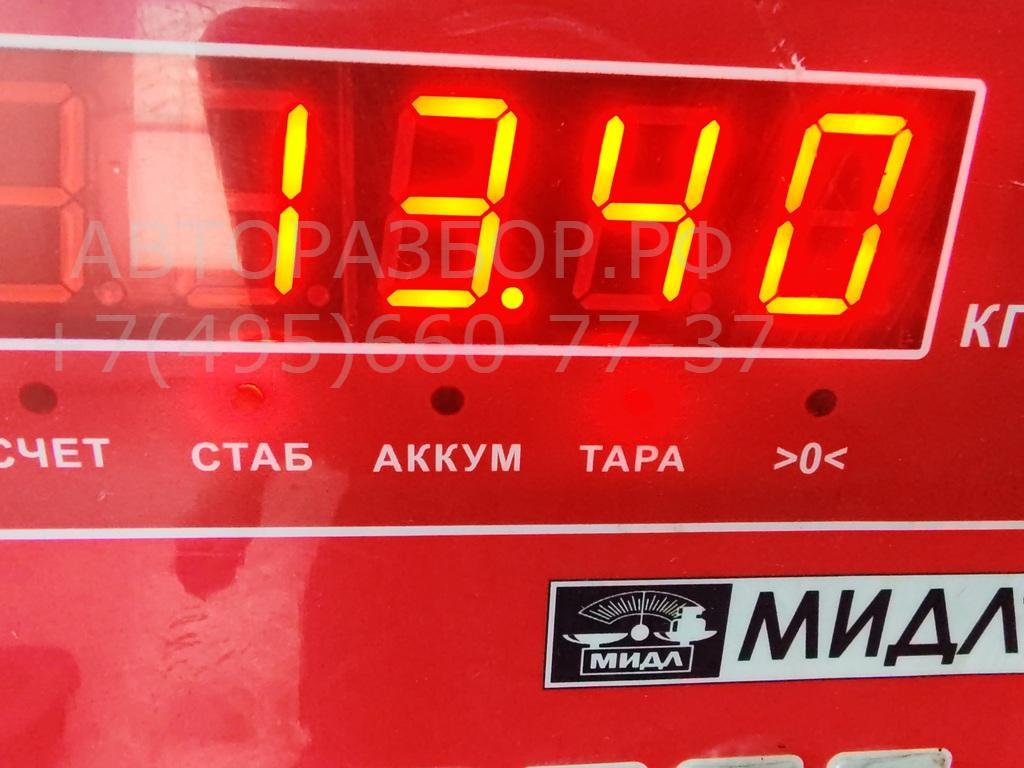 13.40
КГ
АВТОРАЗБОР.РФ
+7(495)660-77-37
СЧЕТ СТАБ АККУМ ТАРА >0<
МИДЛ МИДЛ